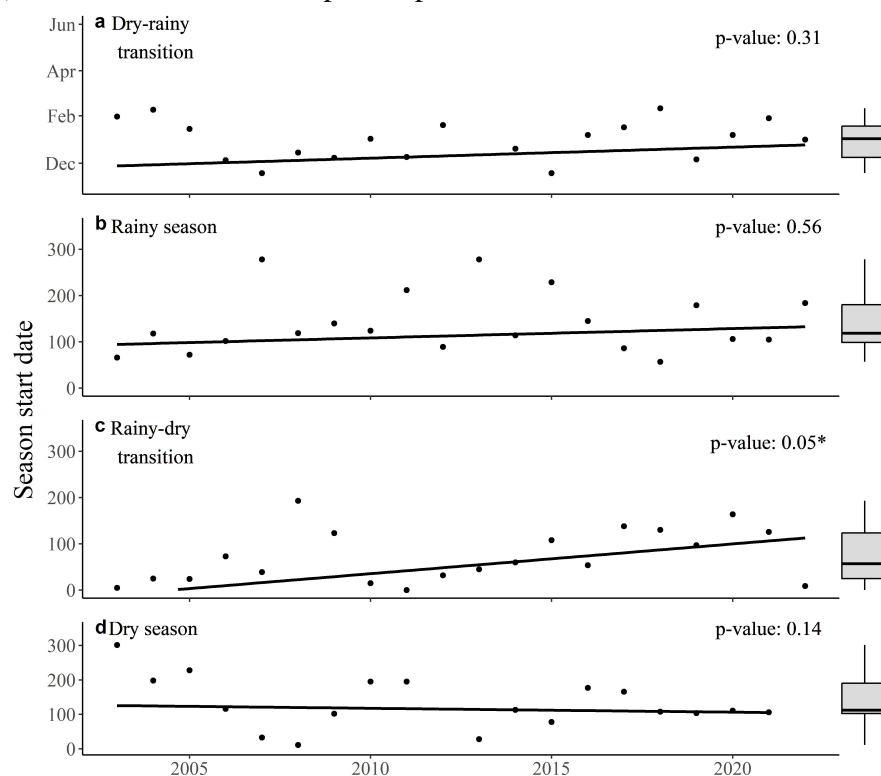 a Dry-rainy
transition
p-value: 0.31
Jun
Apr
Feb
Dec
b Rainy season
p-value: 0.56
300
200
100
0
Season start date
c Rainy-dry
transition
p-value: 0.05*
300
200
100
0
d Dry season
p-value: 0.14
300
200
100
0
2005 2010 2015 2020